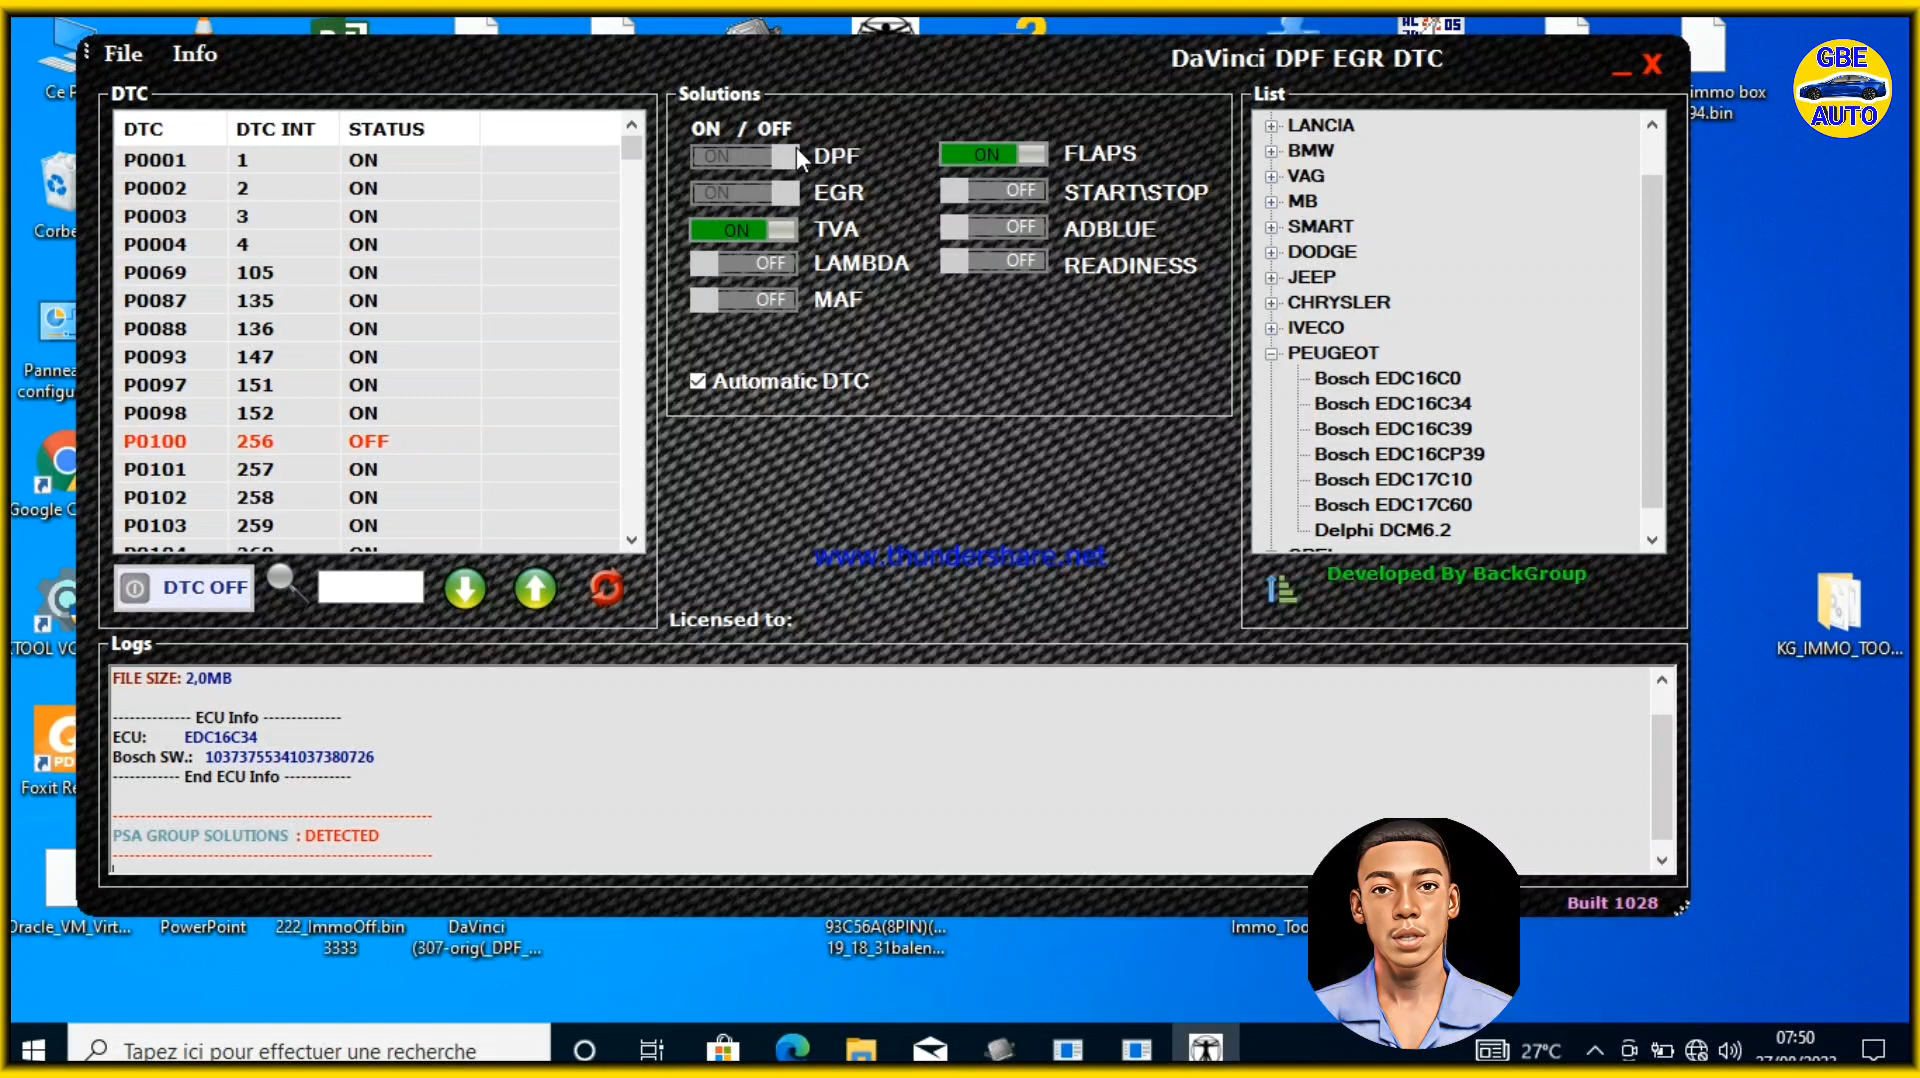 File Info
DaVinci DPF EGR DTC
_ X
GBE
AUTO
Ce P
immo box
94.bin
DTC
DTC DTC INT STATUS
P0001 1 ON
P0002 2 ON
P0003 3 ON
P0004 4 ON
P0069 105 ON
P0087 135 ON
P0088 136 ON
P0093 147 ON
P0097 151 ON
P0098 152 ON
P0100 256 OFF
P0101 257 ON
P0102 258 ON
P0103 259 ON
DTC OFF
Solutions
ON / OFF
ON DPF
ON EGR
ON TVA
OFF LAMBDA
OFF MAF
ON FLAPS
OFF START\STOP
OFF ADBLUE
OFF READINESS
Automatic DTC
www.thundershare.net
Licensed to:
List
LANCIA
BMW
VAG
MB
SMART
DODGE
JEEP
CHRYSLER
IVECO
PEUGEOT
Bosch EDC16C0
Bosch EDC16C34
Bosch EDC16C39
Bosch EDC16CP39
Bosch EDC17C10
Bosch EDC17C60
Delphi DCM6.2
Developed By BackGroup
Logs
FILE SIZE: 2,0MB
-------------- ECU Info --------------
ECU: EDC16C34
Bosch SW.: 10373755341037380726
------------ End ECU Info ------------
PSA GROUP SOLUTIONS : DETECTED
Built 1028
Corbe
Pannea
configu
Google C
XTOOL VC
Foxit Re
KG_IMMO_TOO...
Oracle_VM_Virt...
PowerPoint
222_ImmoOff.bin
3333
DaVinci
(307-orig(_DPF_...
93C56A(8PIN)(...
19_18_31balen...
Immo_Too
Tapez ici pour effectuer une recherche
27°C
07:50